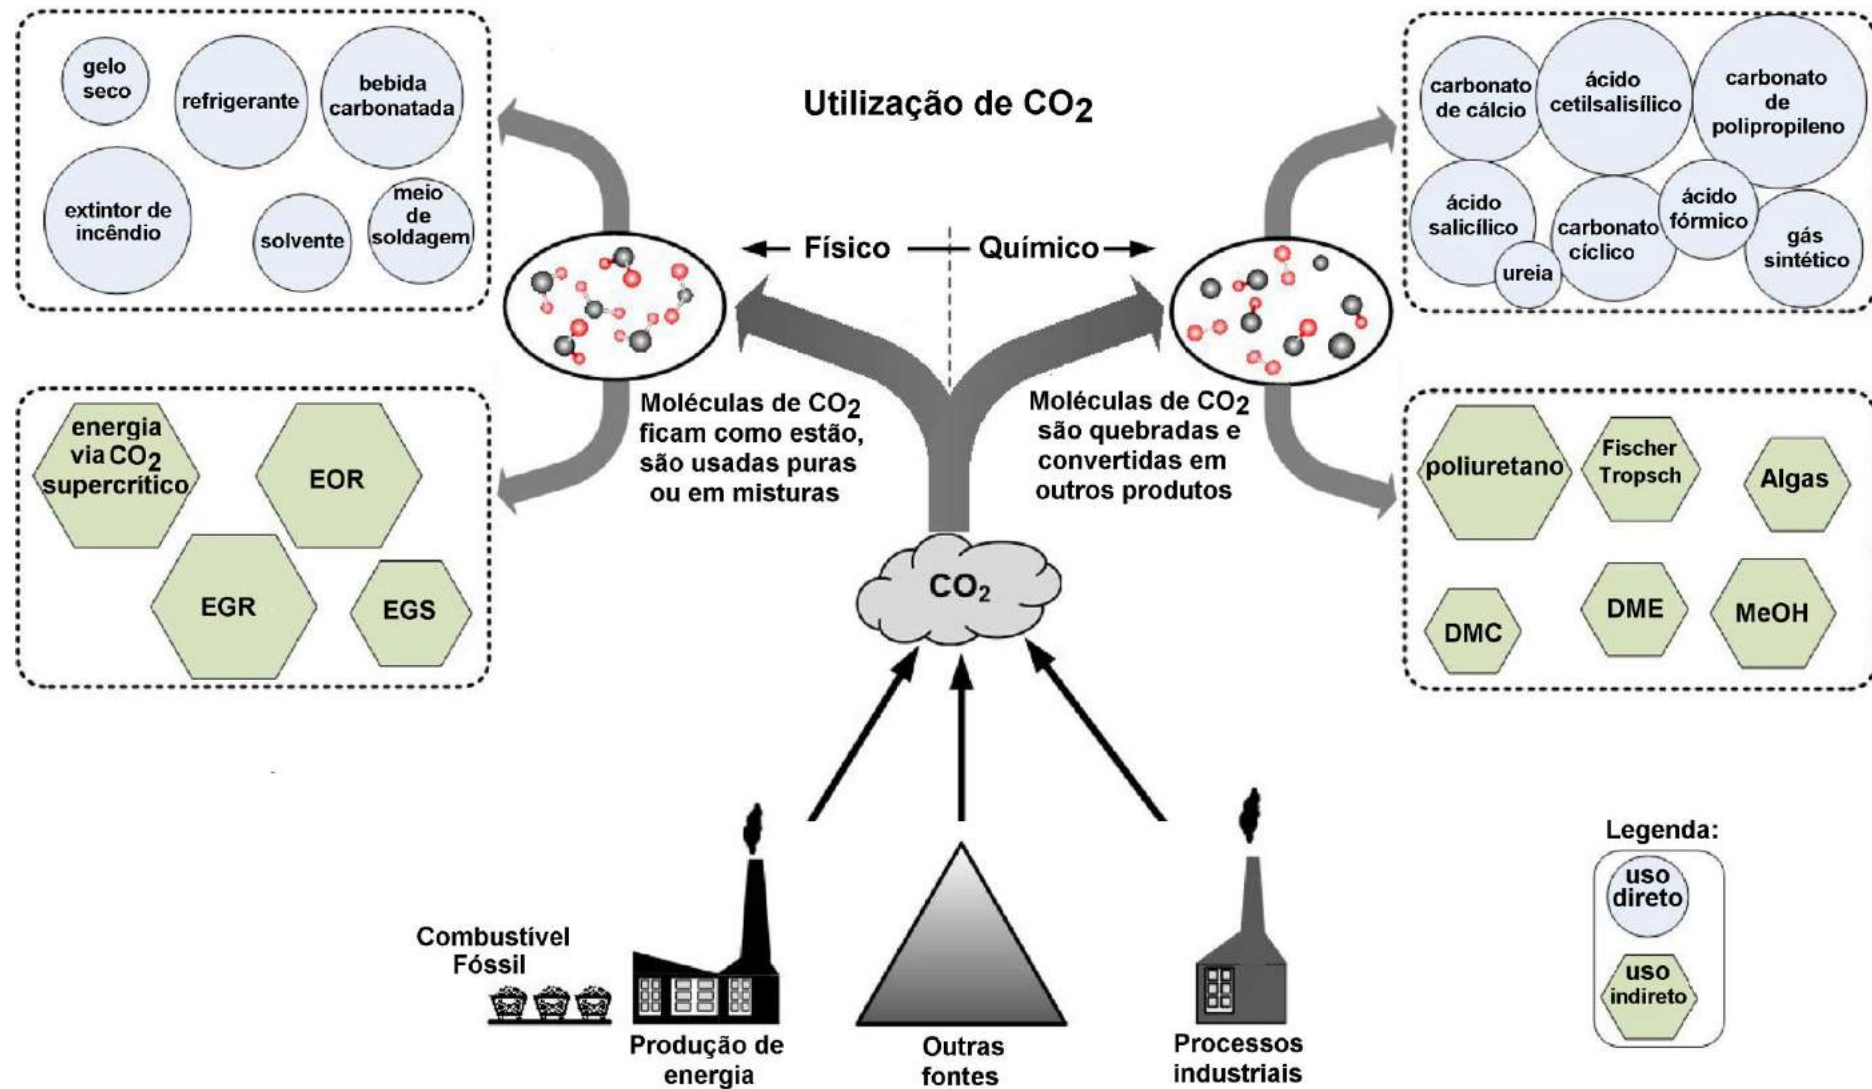 Utilização de CO2
gelo
seco
refrigerante
bebida
carbonatada
extintor de
incêndio
solvente
meio
de
soldagem
Físico
Químico
carbonato
de cálcio
ácido
cetilsalisílico
carbonato
de
polipropileno
ácido
salicílico
ureia
carbonato
cíclico
ácido
fórmico
gás
sintético
energia
via CO2
supercrítico
EOR
EGR
EGS
Moléculas de CO2
ficam como estão,
são usadas puras
ou em misturas
Moléculas de CO2
são quebradas e
convertidas em
outros produtos
poliuretano
Fischer
Tropsch
Algas
DMC
DME
MeOH
CO2
Combustível
Fóssil
Produção de
energia
Outras
fontes
Processos
industriais
Legenda:
uso
direto
uso
indireto